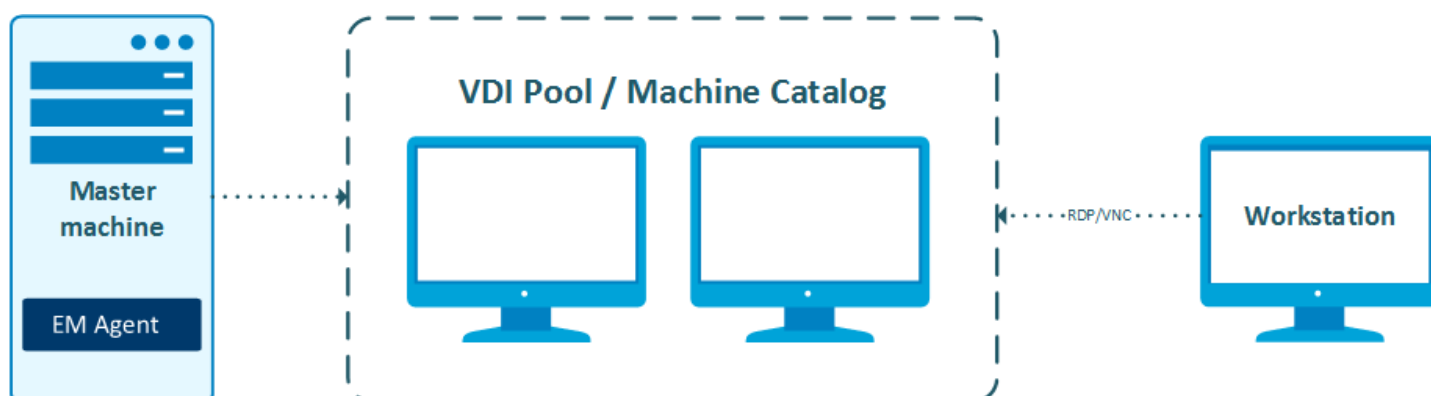 Master
machine
EM Agent
VDI Pool / Machine Catalog
RDP/VNC
Workstation